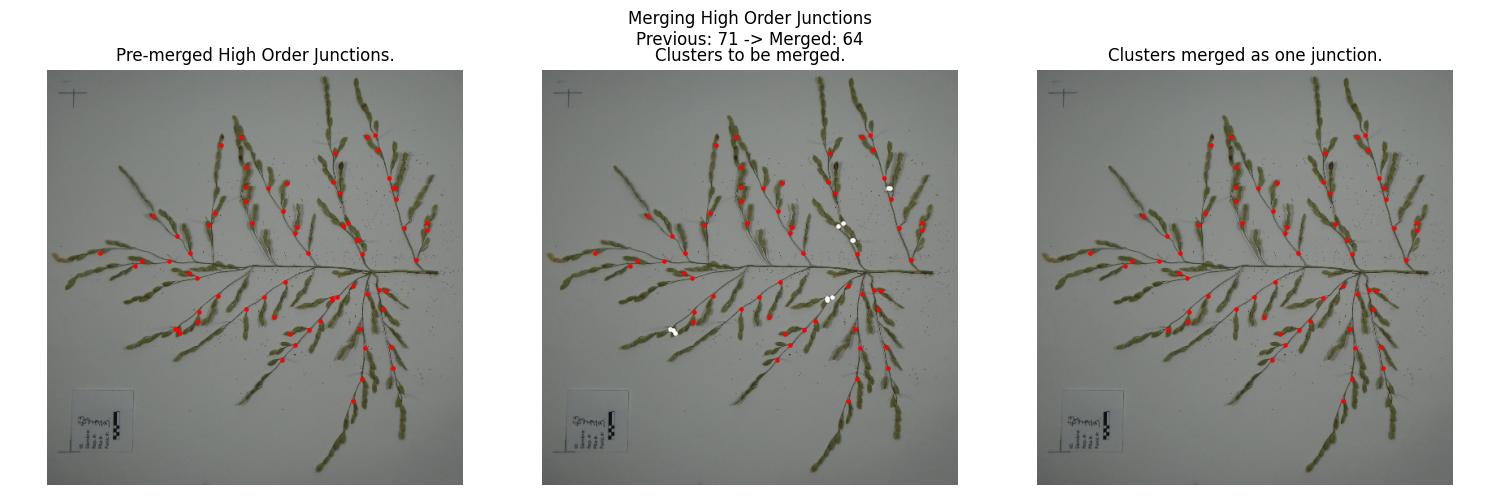 Merging High Order Junctions
Previous: 71 -> Merged: 64
Pre-merged High Order Junctions.
Clusters to be merged.
Clusters merged as one junction.